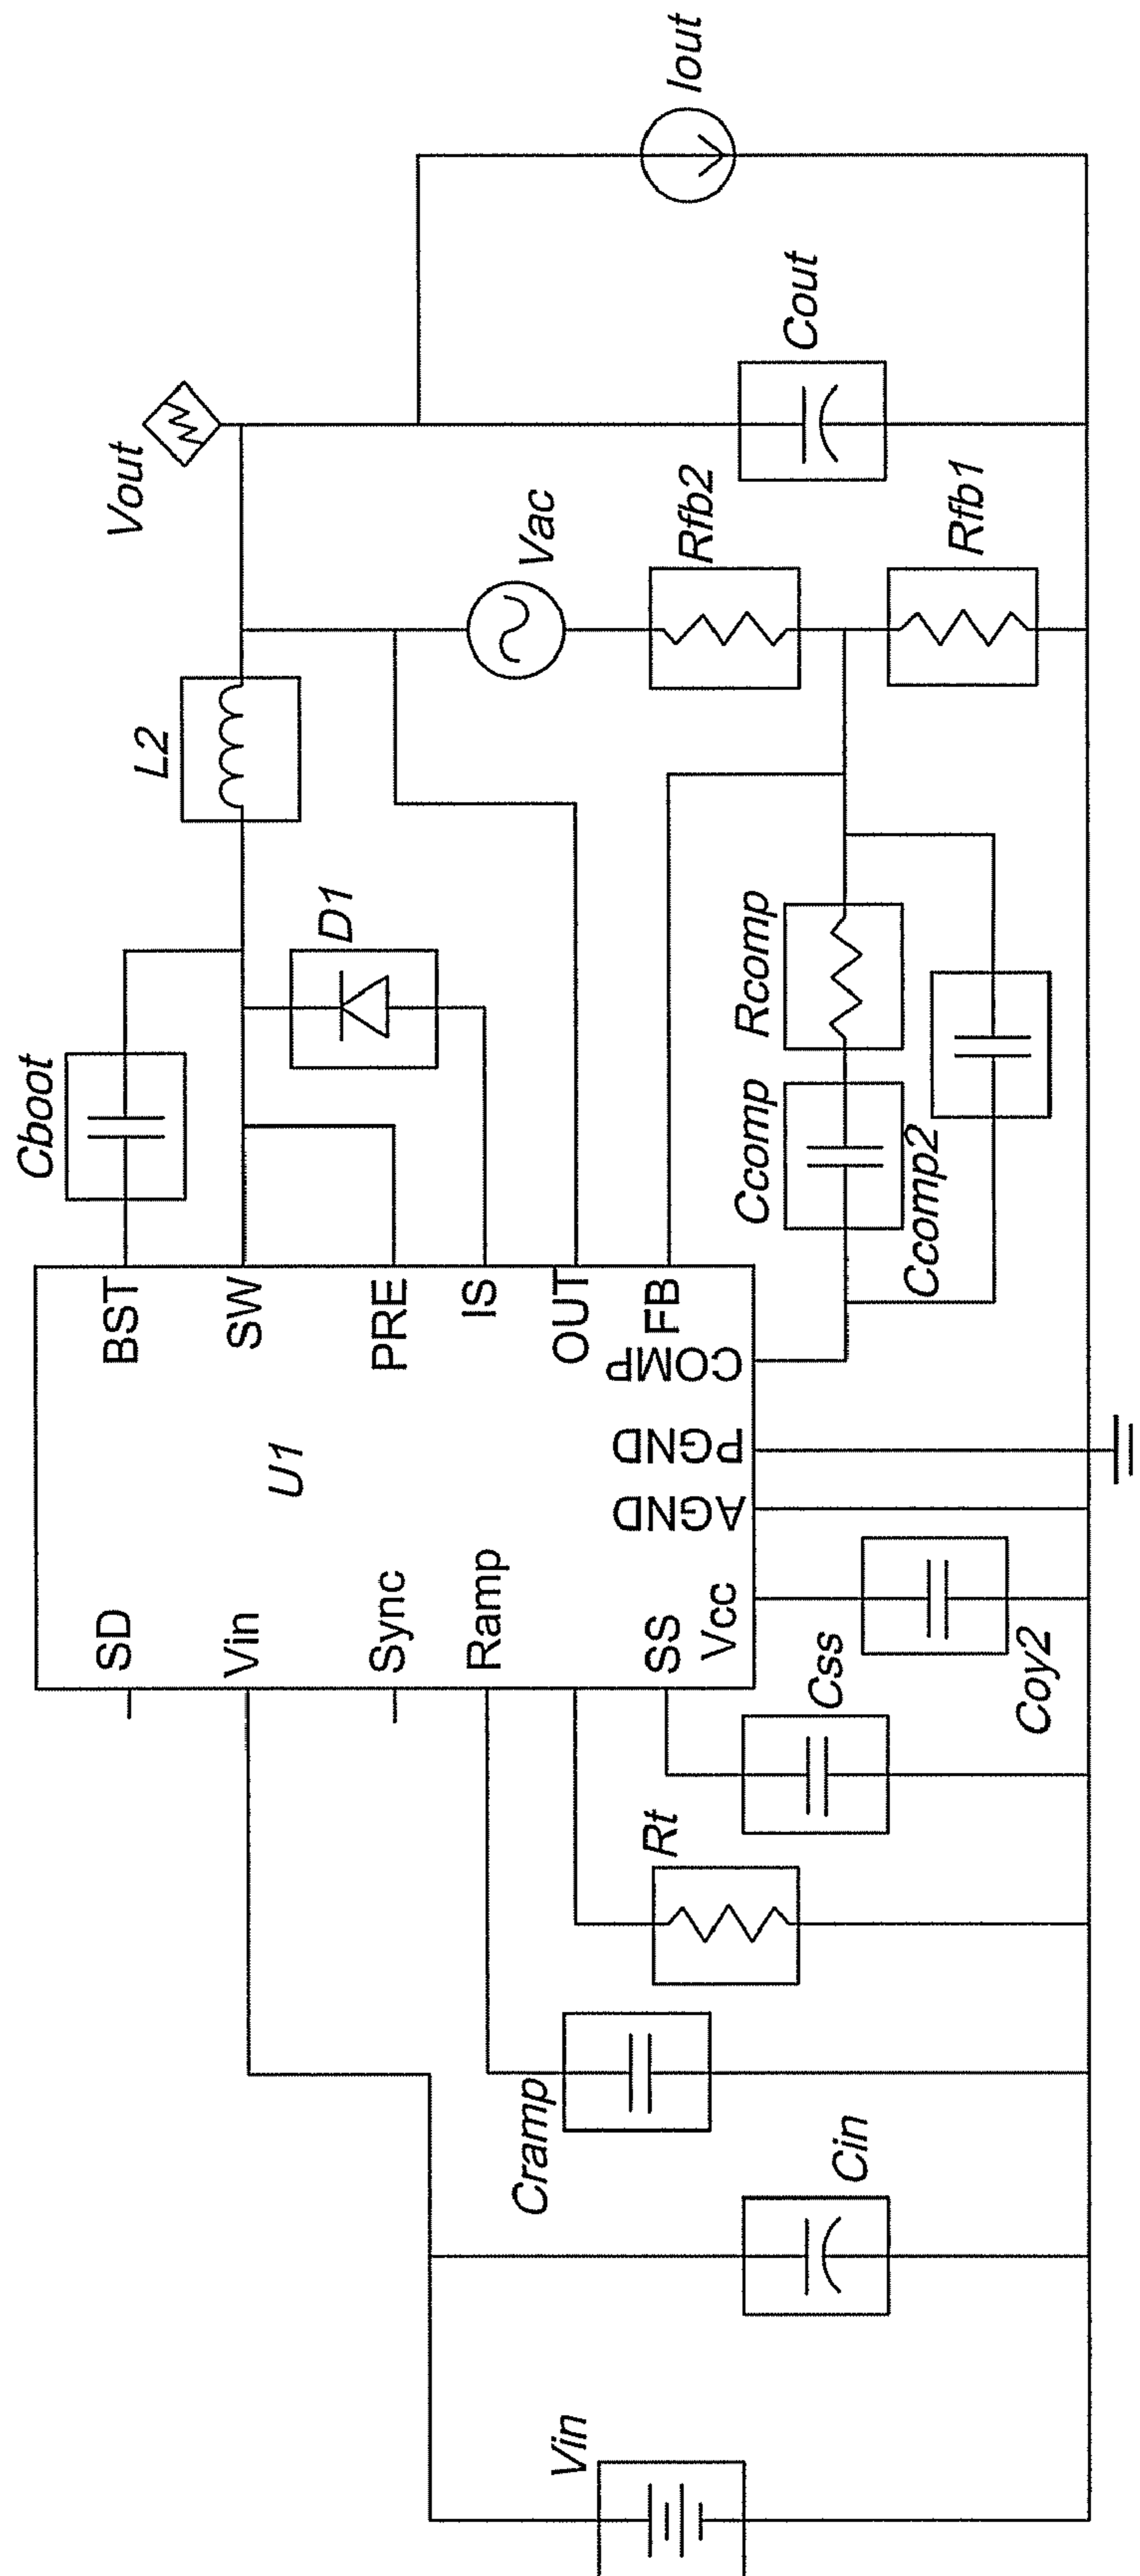 Vin
Cin
Cramp
Rt
Css
Coy2
U1
SD
Vin
Sync
Ramp
SS
Vcc
AGND
PGND
COMP
BST
SW
PRE
IS
OUT
FB
Cboot
D1
L2
Vout
Vac
Ccomp
Rcomp
Ccomp2
Rfb2
Rfb1
Cout
Iout